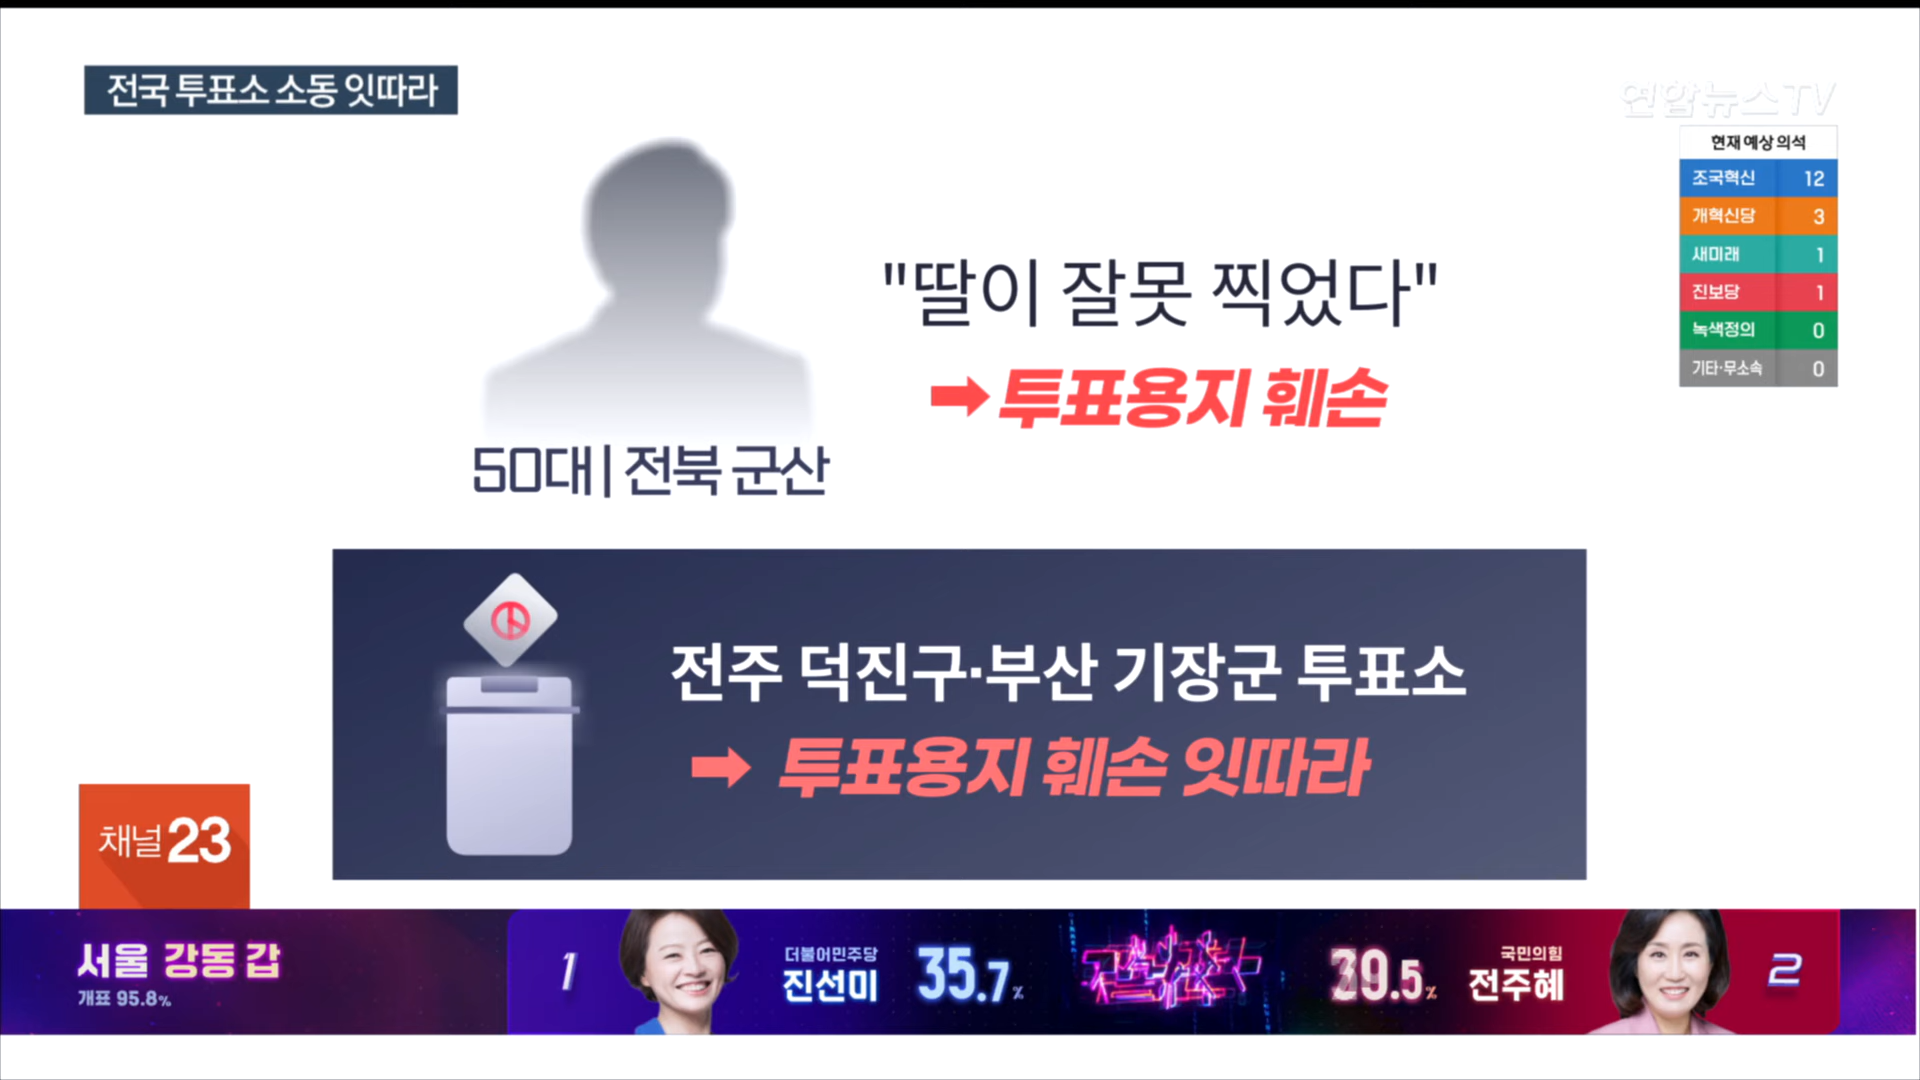 전국 투표소 소동 잇따라
연합뉴스TV
현재 예상 의석
조국혁신 12
개혁신당 3
새미래 1
진보당 1
녹색정의 0
기타·무소속 0
"딸이 잘못 찍었다"
➡ 투표용지 훼손
50대 | 전북 군산
전주 덕진구·부산 기장군 투표소
➡ 투표용지 훼손 잇따라
채널 23
서울 강동 갑
개표 95.8%
1
더불어민주당
진선미
35.7%
국민의힘
전주혜
2